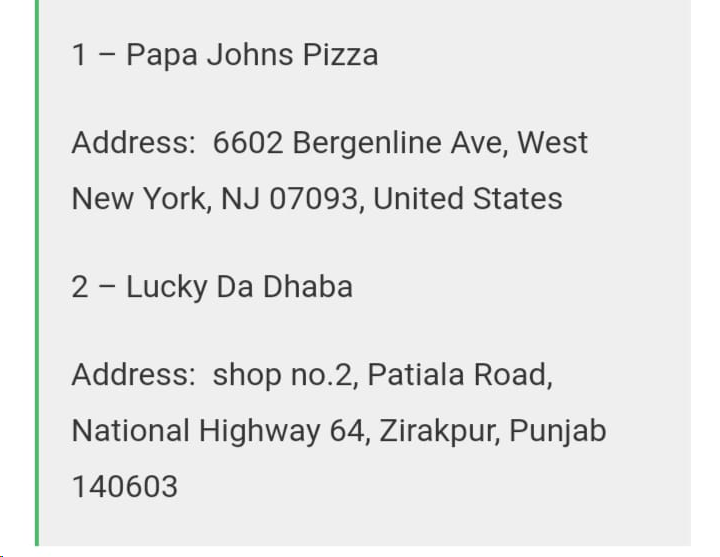 1 – Papa Johns Pizza
Address:  6602 Bergenline Ave, West
New York, NJ 07093, United States
2 – Lucky Da Dhaba
Address:  shop no.2, Patiala Road,
National Highway 64, Zirakpur, Punjab
140603